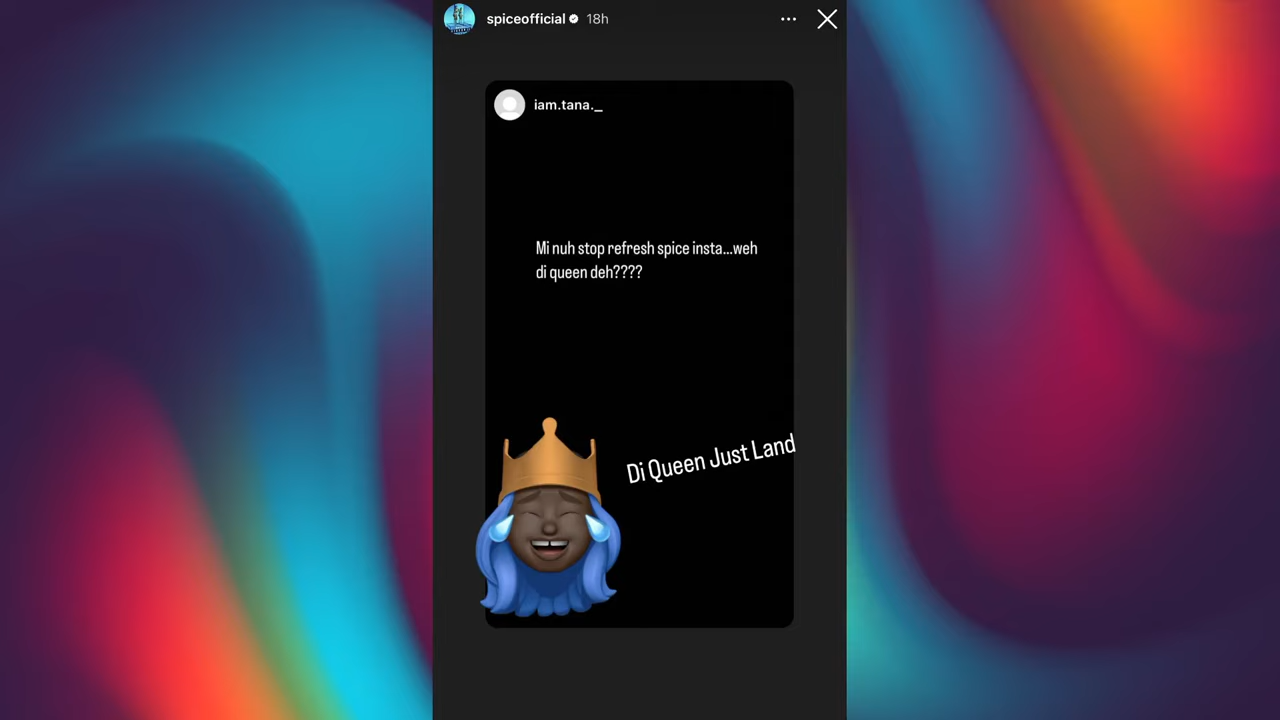 spiceofficial 18h
iam.tana._
Mi nuh stop refresh spice insta...weh
di queen deh????
Di Queen Just Land